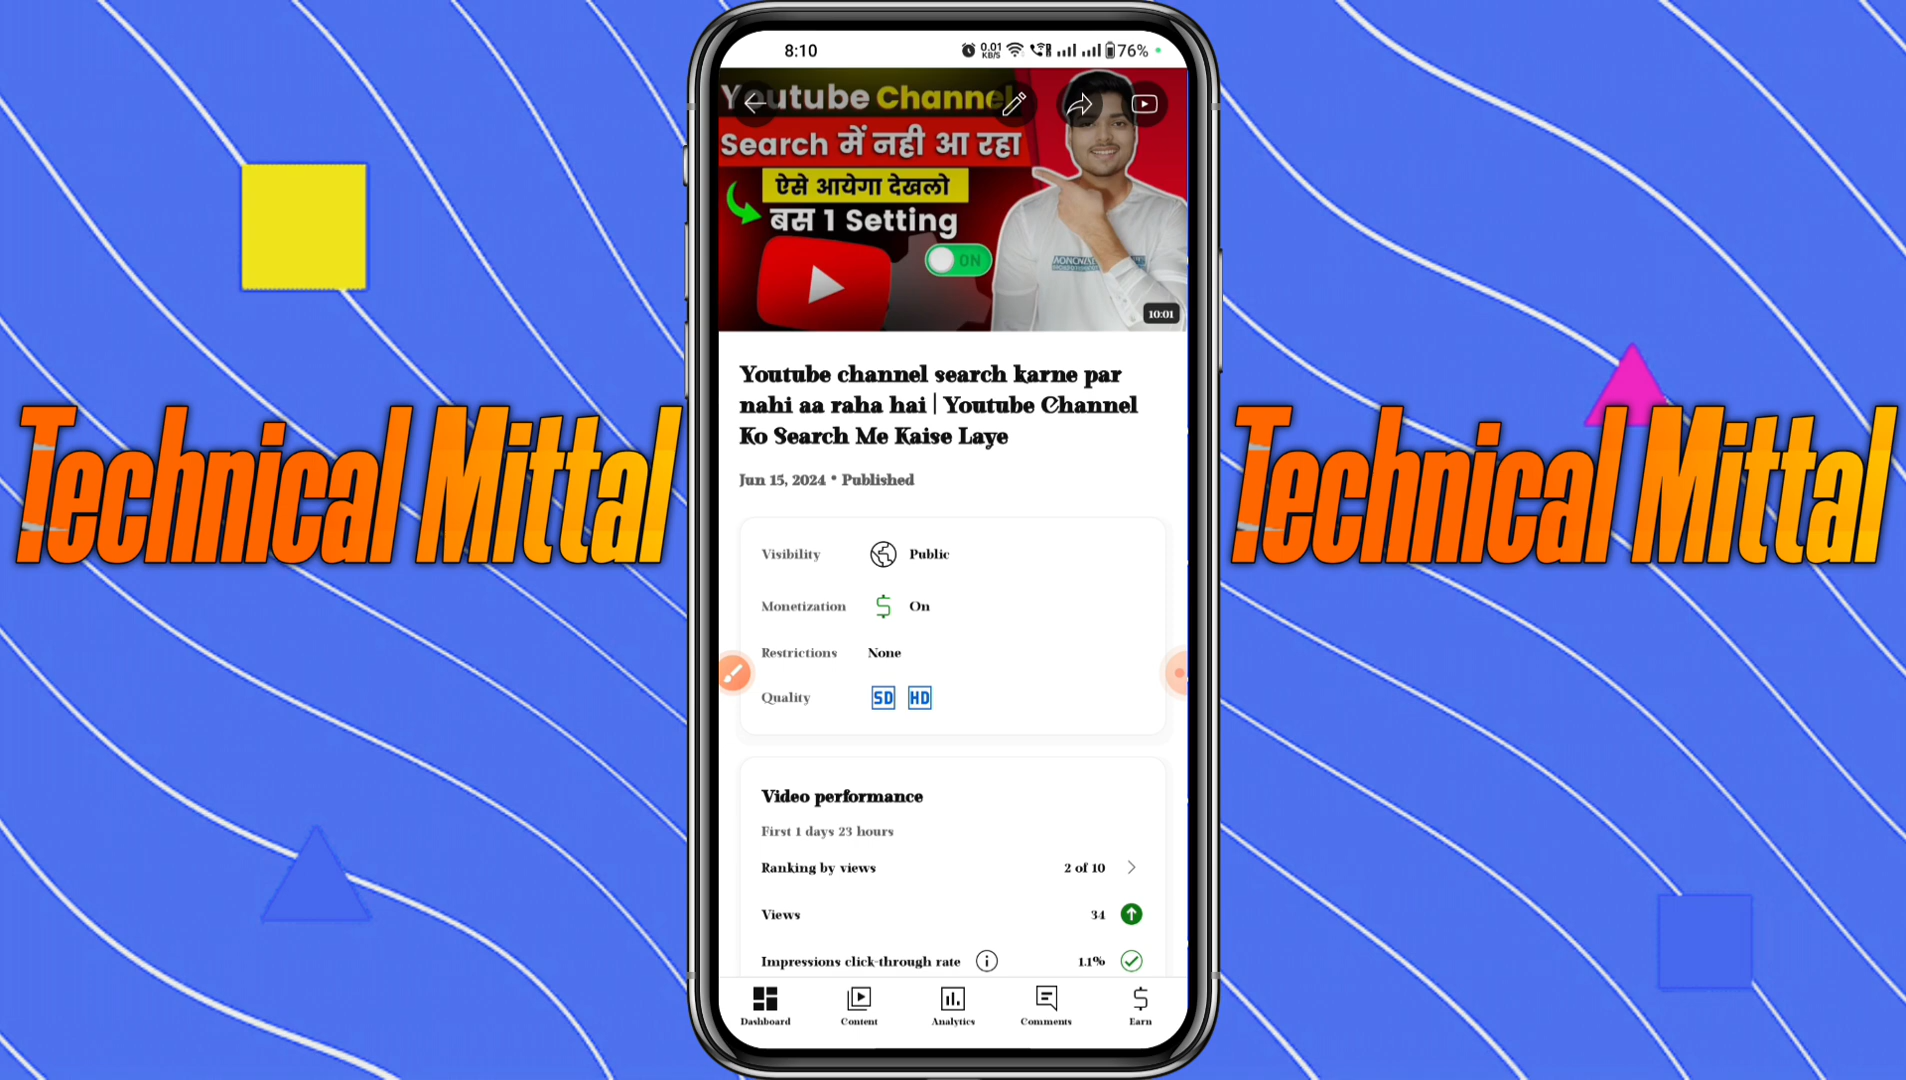 8:10
0.01
KB/S
76%
Youtube Channel
Search में नही आ रहा
ऐसे आयेगा देखलो
बस 1 Setting
ON
10:01
Youtube channel search karne par
nahi aa raha hai | Youtube Channel
Ko Search Me Kaise Laye
Jun 15, 2024 • Published
Visibility Public
Monetization On
Restrictions None
Quality SD HD
Video performance
First 1 days 23 hours
Ranking by views 2 of 10
Views 34
Impressions click-through rate 1.1%
Dashboard Content Analytics Comments Earn
Technical Mittal
Technical Mittal